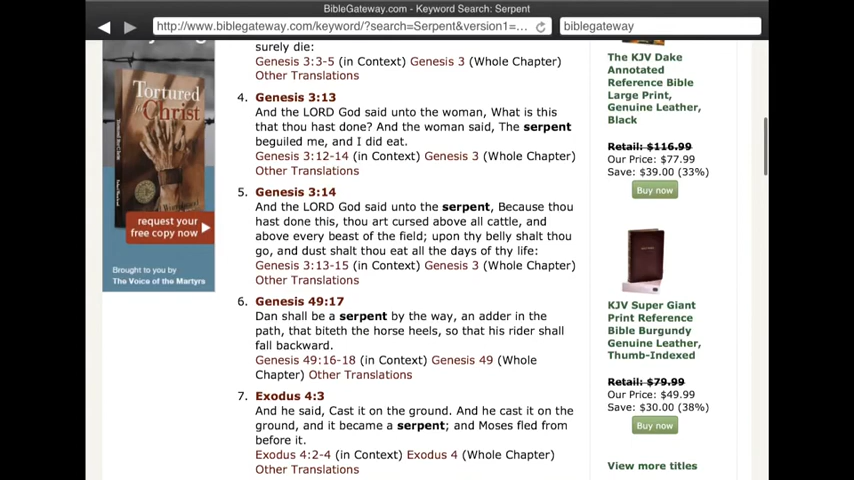 BibleGateway.com - Keyword Search: Serpent
http://www.biblegateway.com/keyword/?search=Serpent&version1=...
biblegateway
Tortured
for Christ
request your
free copy now
Brought to you by
The Voice of the Martyrs
surely die:
Genesis 3:3-5 (in Context) Genesis 3 (Whole Chapter)
Other Translations
4. Genesis 3:13
And the LORD God said unto the woman, What is this
that thou hast done? And the woman said, The serpent
beguiled me, and I did eat.
Genesis 3:12-14 (in Context) Genesis 3 (Whole Chapter)
Other Translations
5. Genesis 3:14
And the LORD God said unto the serpent, Because thou
hast done this, thou art cursed above all cattle, and
above every beast of the field; upon thy belly shalt thou
go, and dust shalt thou eat all the days of thy life:
Genesis 3:13-15 (in Context) Genesis 3 (Whole Chapter)
Other Translations
6. Genesis 49:17
Dan shall be a serpent by the way, an adder in the
path, that biteth the horse heels, so that his rider shall
fall backward.
Genesis 49:16-18 (in Context) Genesis 49 (Whole
Chapter) Other Translations
7. Exodus 4:3
And he said, Cast it on the ground. And he cast it on the
ground, and it became a serpent; and Moses fled from
before it.
Exodus 4:2-4 (in Context) Exodus 4 (Whole Chapter)
Other Translations
The KJV Dake
Annotated
Reference Bible
Large Print,
Genuine Leather,
Black
Retail: $116.99
Our Price: $77.99
Save: $39.00 (33%)
Buy now
KJV Super Giant
Print Reference
Bible Burgundy
Genuine Leather,
Thumb-Indexed
Retail: $79.99
Our Price: $49.99
Save: $30.00 (38%)
Buy now
View more titles